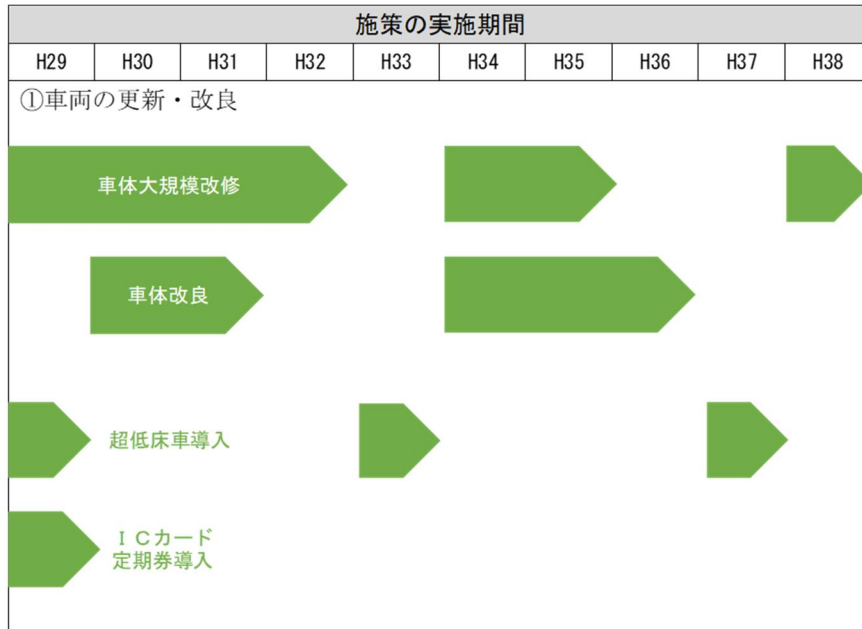 施策の実施期間
H29 H30 H31 H32 H33 H34 H35 H36 H37 H38
①車両の更新・改良
車体大規模改修
車体改良
超低床車導入
ＩＣカード
定期券導入